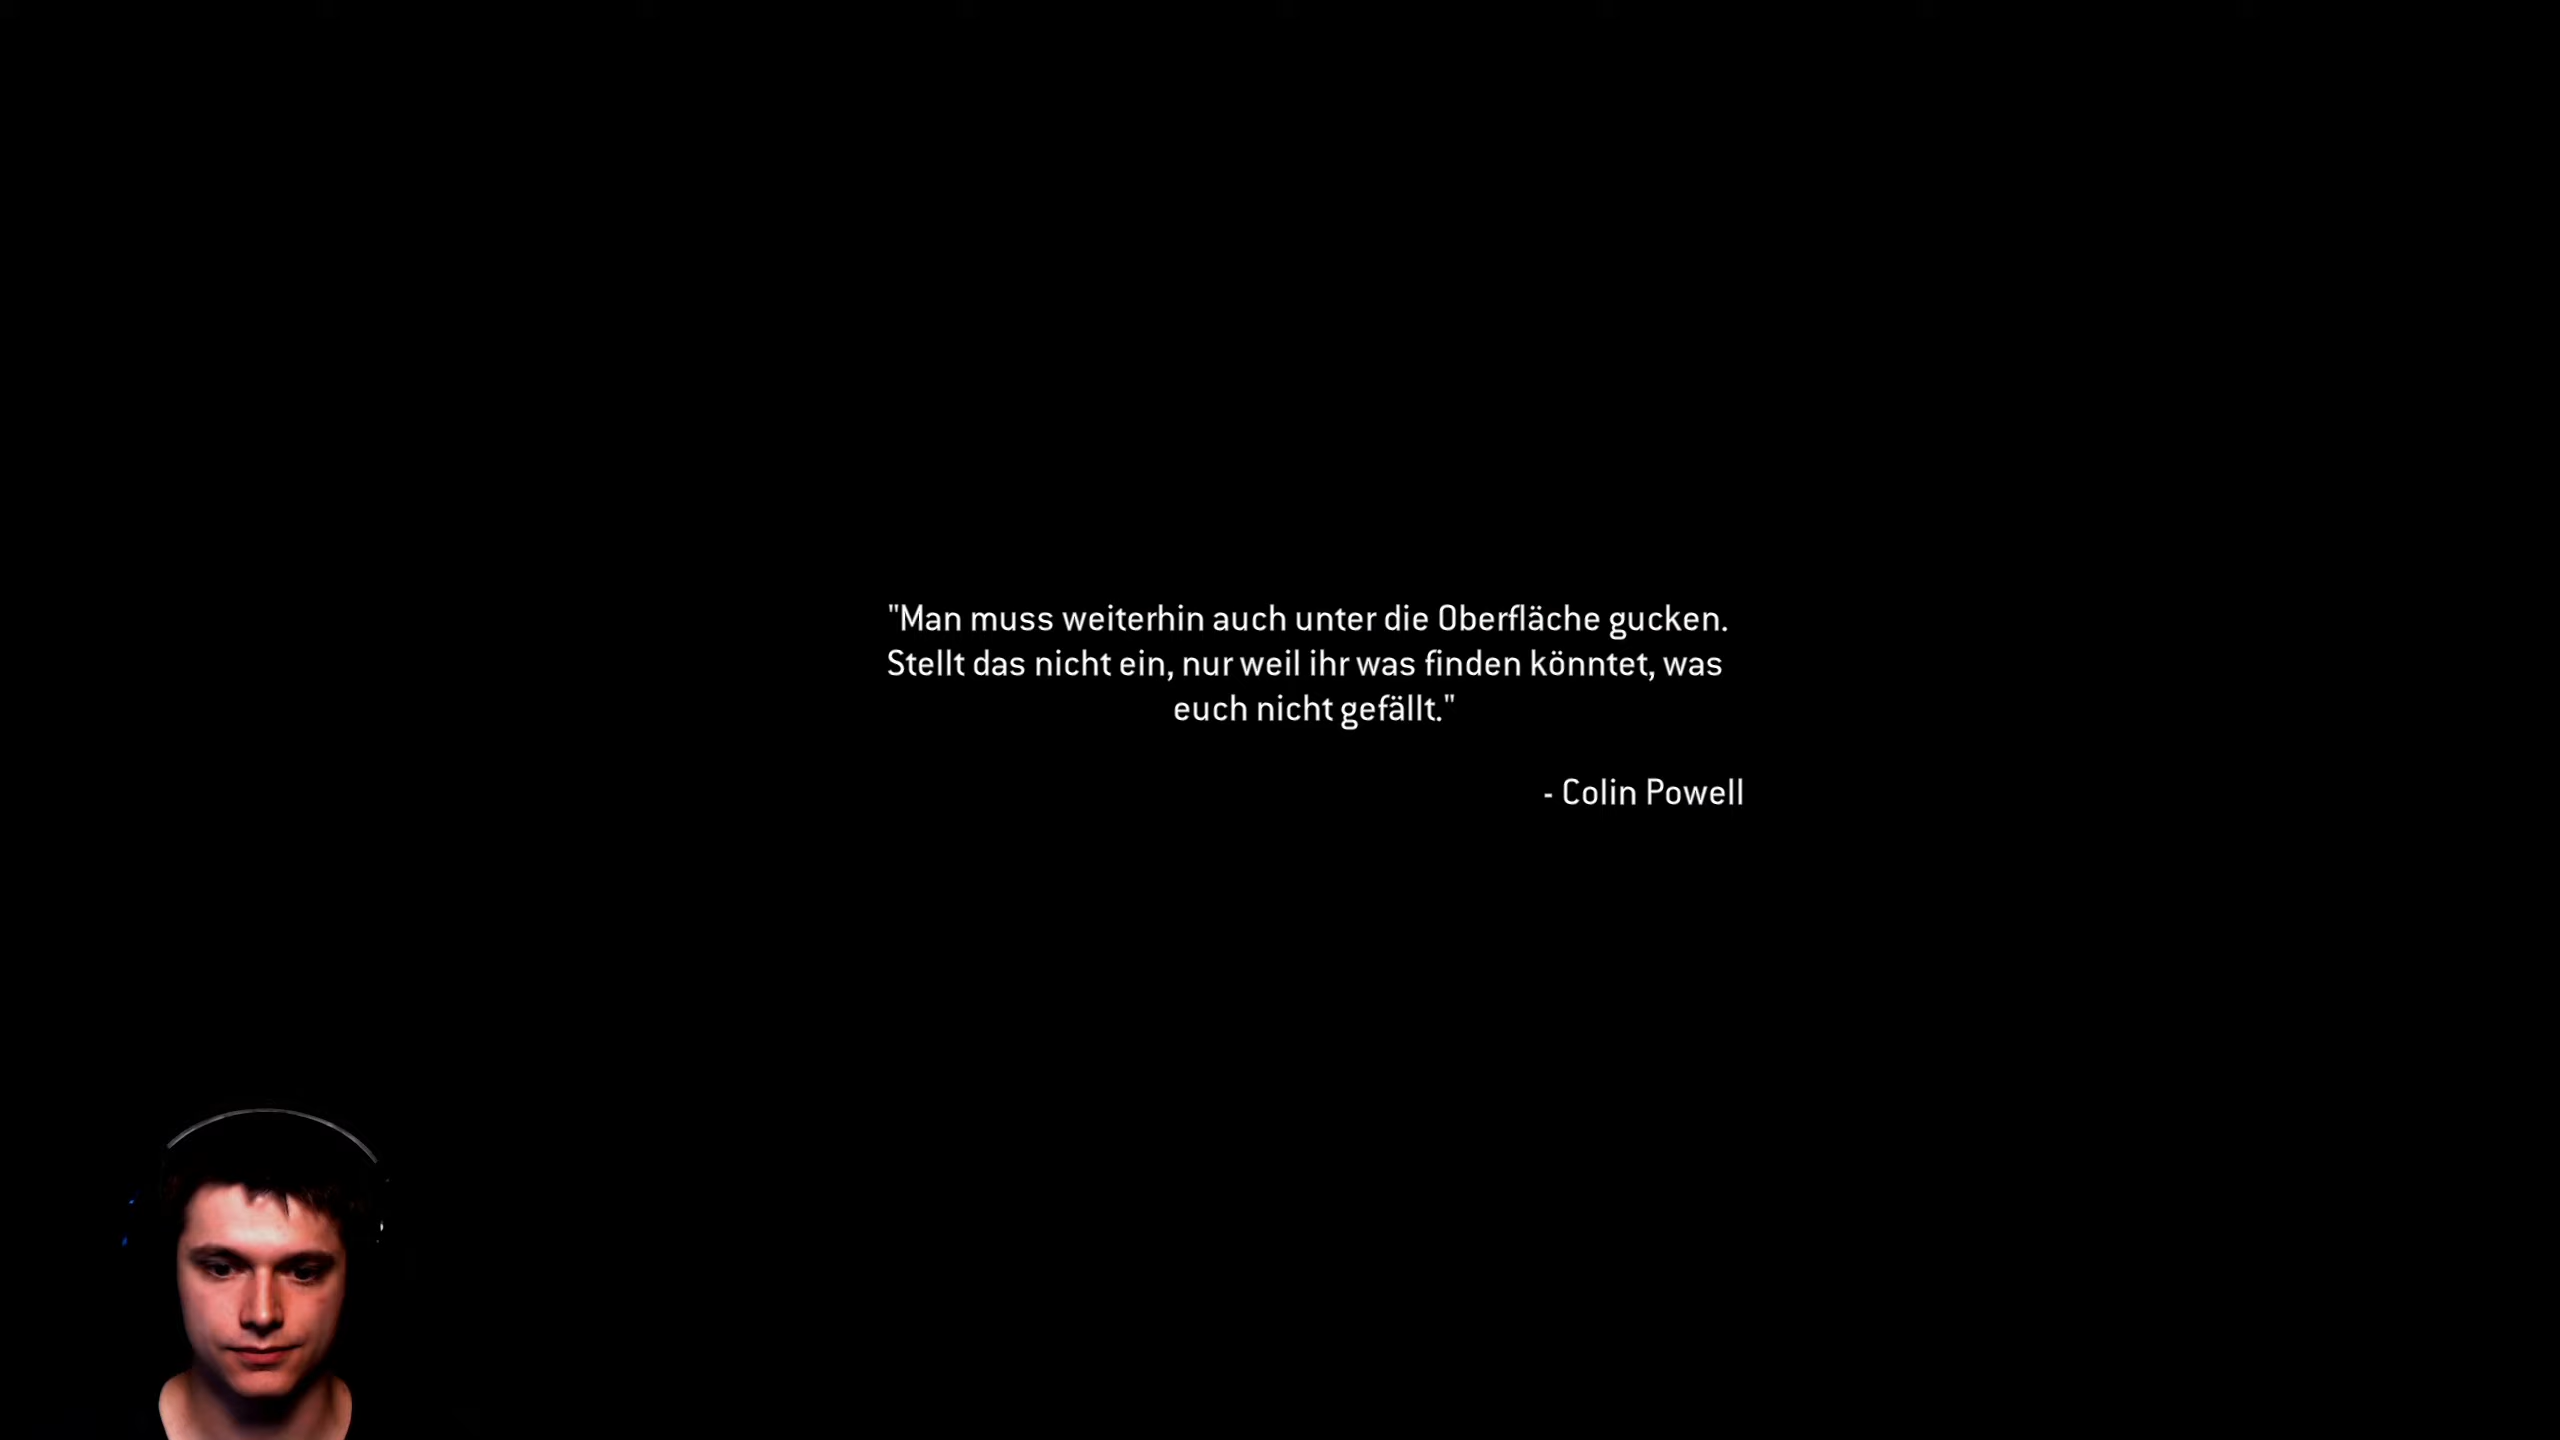 "Man muss weiterhin auch unter die Oberfläche gucken.
Stellt das nicht ein, nur weil ihr was finden könntet, was
euch nicht gefällt."
- Colin Powell